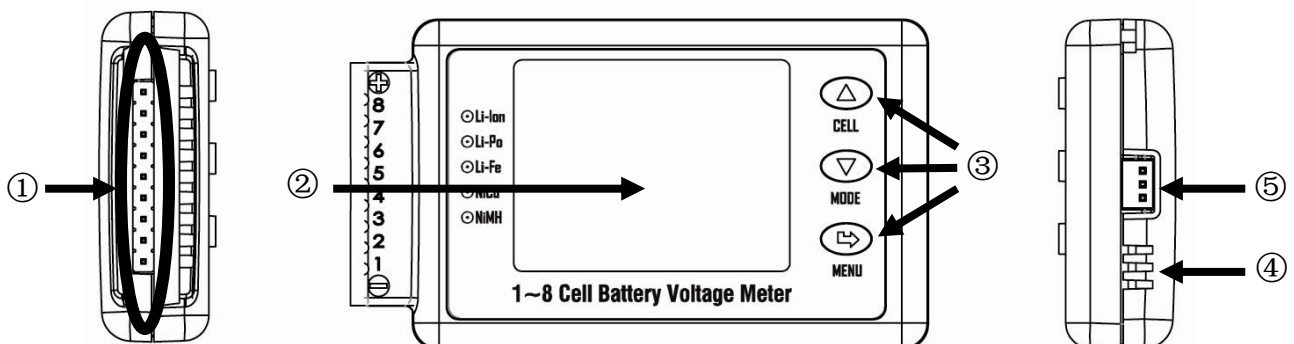 ①
②
③
④
⑤
8
7
6
5
4
3
2
1
Li-Ion
Li-Po
Li-Fe
NiCd
NiMH
CELL
MODE
MENU
1~8 Cell Battery Voltage Meter